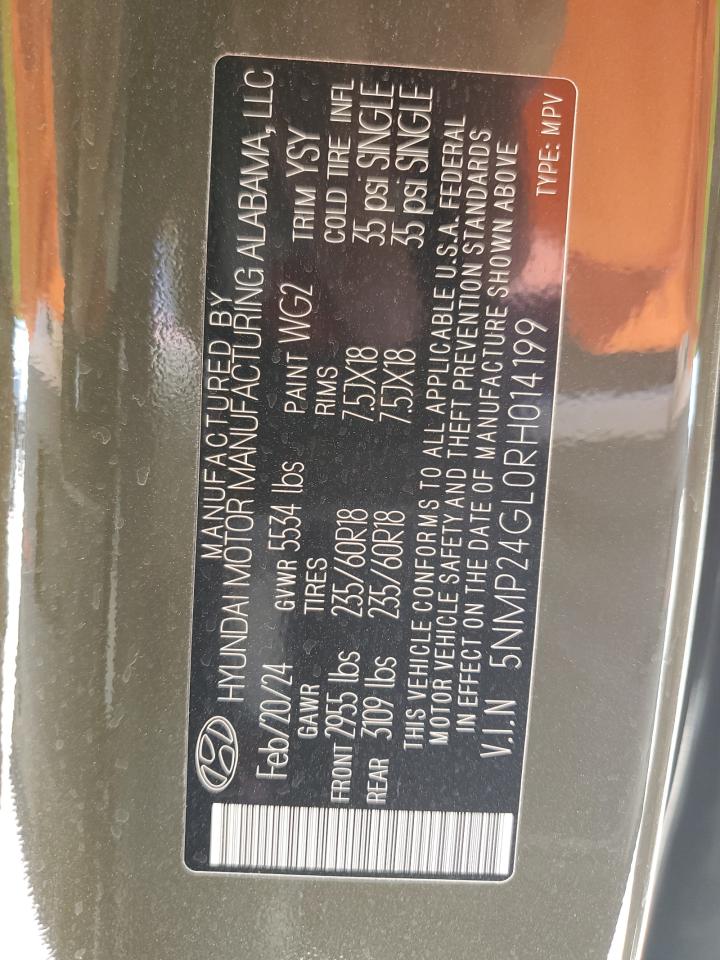 MANUFACTURED BY
HYUNDAI MOTOR MANUFACTURING ALABAMA, LLC
Feb/20/24 GVWR 5534 lbs PAINT WG2 TRIM YSY
GAWR TIRES RIMS COLD TIRE INFL
FRONT 2955 lbs 235/60R18 7.5JX18 35 psi SINGLE
REAR 3109 lbs 235/60R18 7.5JX18 35 psi SINGLE
THIS VEHICLE CONFORMS TO ALL APPLICABLE U.S.A. FEDERAL
MOTOR VEHICLE SAFETY AND THEFT PREVENTION STANDARDS
IN EFFECT ON THE DATE OF MANUFACTURE SHOWN ABOVE
V.I.N 5NMP24GL0RH014199 TYPE: MPV